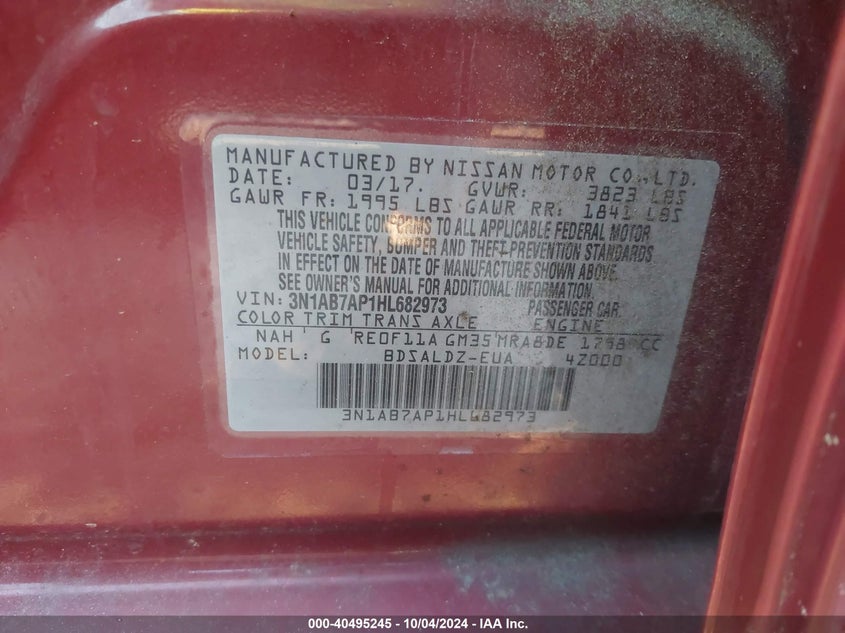 MANUFACTURED BY NISSAN MOTOR CO., LTD.
DATE: 03/17. GVWR: 3823 LBS
GAWR FR: 1995 LBS GAWR RR: 1841 LBS
THIS VEHICLE CONFORMS TO ALL APPLICABLE FEDERAL MOTOR
VEHICLE SAFETY, BUMPER AND THEFT PREVENTION STANDARDS
IN EFFECT ON THE DATE OF MANUFACTURE SHOWN ABOVE.
SEE OWNER'S MANUAL FOR ADDITIONAL INFORMATION.
VIN: 3N1AB7AP1HL682973 PASSENGER CAR
COLOR TRIM TRANS AXLE ENGINE
NAH G RE0F11A GM35 MRA8DE 1798 CC
MODEL: BDSALDZ-EUA 4Z000
3N1AB7AP1HL682973
000-40495245 - 10/04/2024 - IAA Inc.